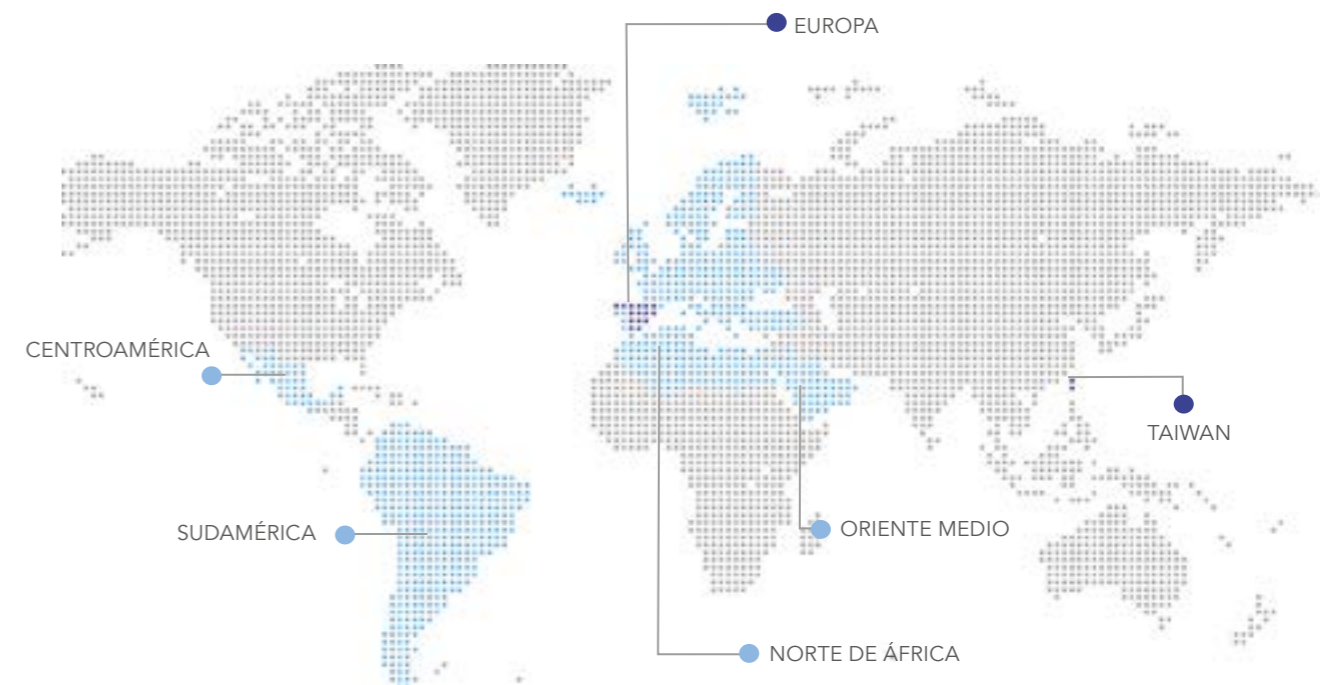 EUROPA
CENTROAMÉRICA
TAIWAN
SUDAMÉRICA
ORIENTE MEDIO
NORTE DE ÁFRICA